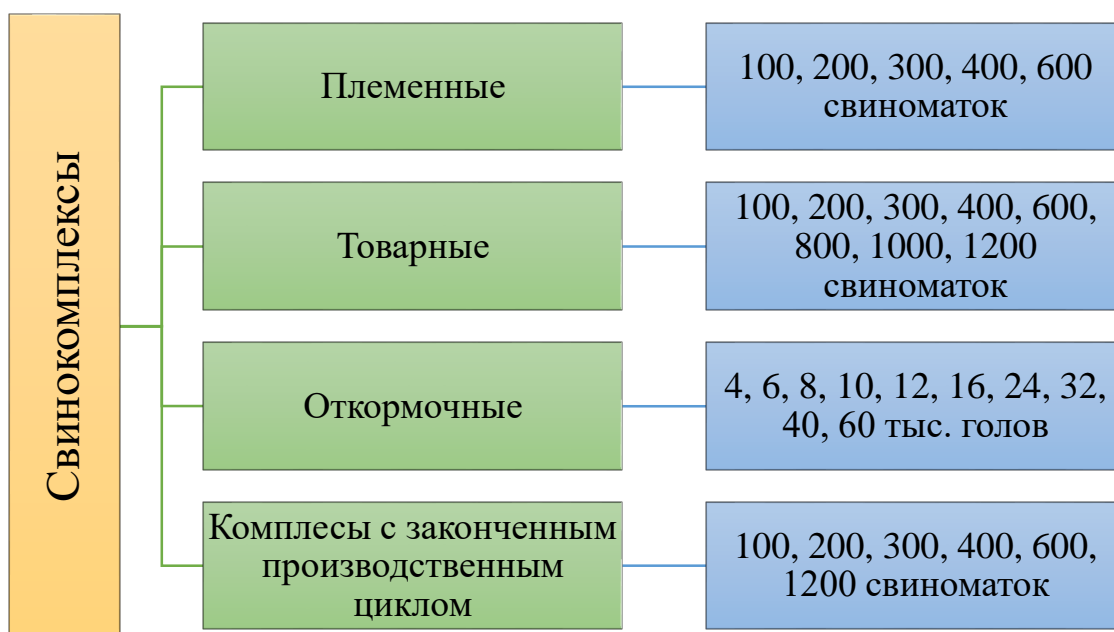 Свинокомплексы
Племенные
100, 200, 300, 400, 600
свиноматок
Товарные
100, 200, 300, 400, 600,
800, 1000, 1200
свиноматок
Откормочные
4, 6, 8, 10, 12, 16, 24, 32,
40, 60 тыс. голов
Комплесы с законченным
производственным
циклом
100, 200, 300, 400, 600,
1200 свиноматок